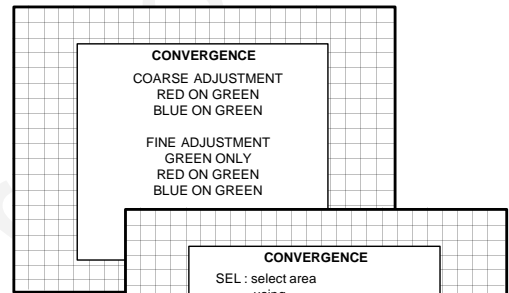 CONVERGENCE
COARSE ADJUSTMENT
RED ON GREEN
BLUE ON GREEN
FINE ADJUSTMENT
GREEN ONLY
RED ON GREEN
BLUE ON GREEN
CONVERGENCE
SEL : select area
using